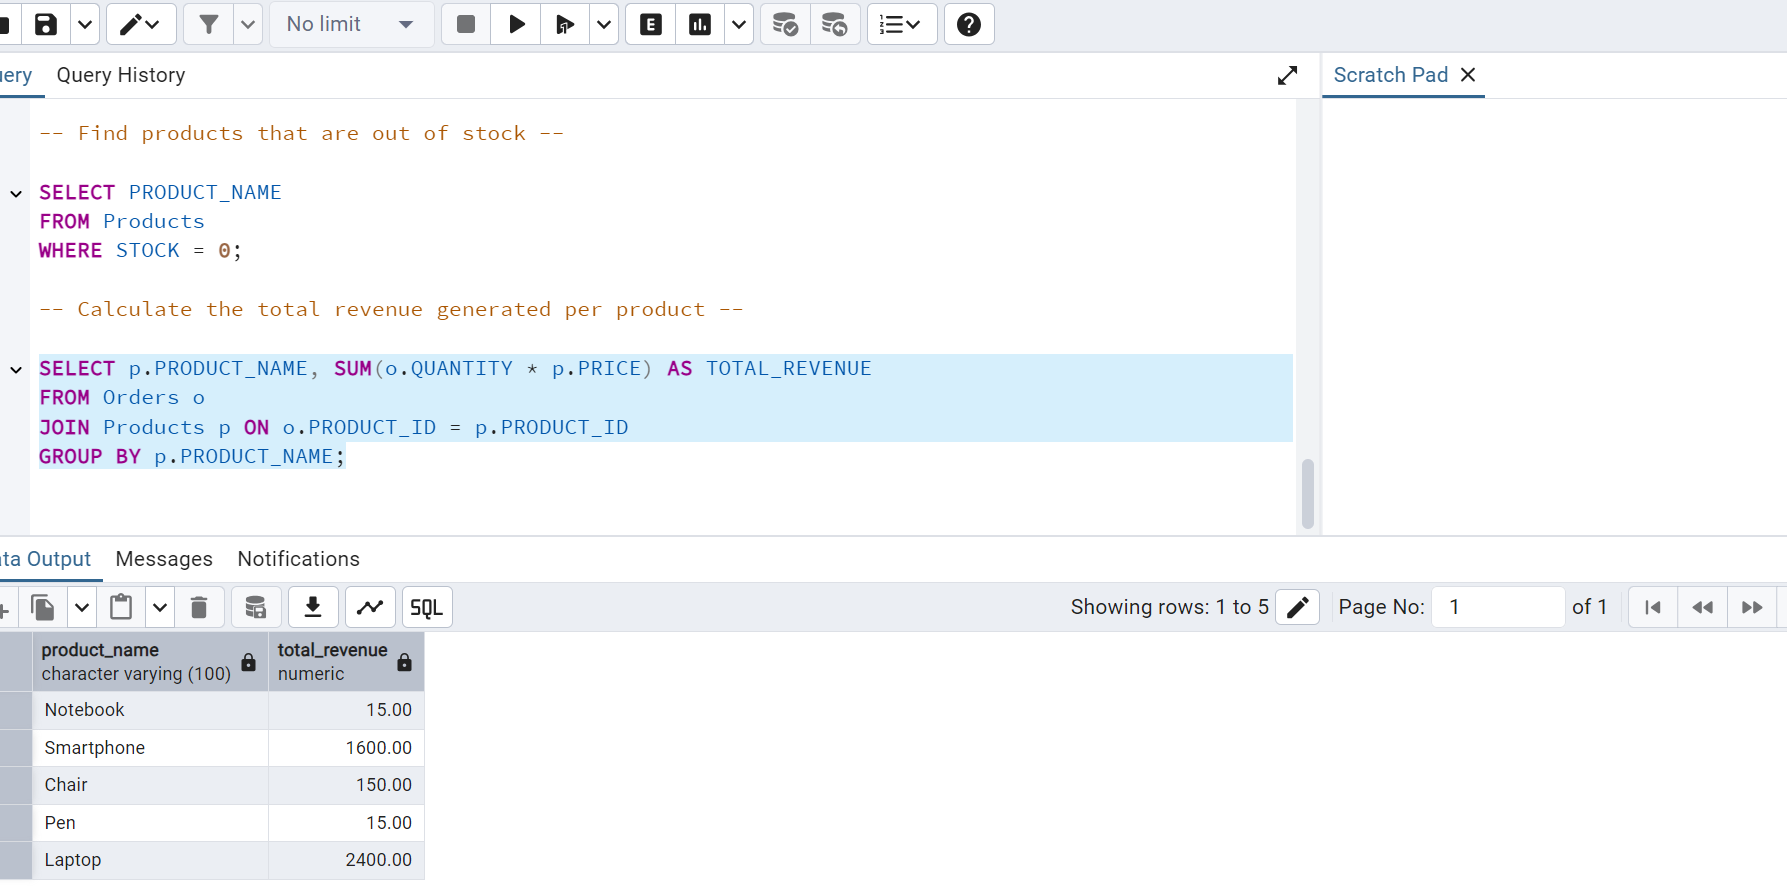 No limit
E
Query History
Scratch Pad
-- Find products that are out of stock --
SELECT PRODUCT_NAME
FROM Products
WHERE STOCK = 0;
-- Calculate the total revenue generated per product --
SELECT p.PRODUCT_NAME, SUM(o.QUANTITY * p.PRICE) AS TOTAL_REVENUE
FROM Orders o
JOIN Products p ON o.PRODUCT_ID = p.PRODUCT_ID
GROUP BY p.PRODUCT_NAME;
Output Messages Notifications
SQL
Showing rows: 1 to 5 Page No: 1 of 1
product_name total_revenue
character varying (100) numeric
Notebook 15.00
Smartphone 1600.00
Chair 150.00
Pen 15.00
Laptop 2400.00